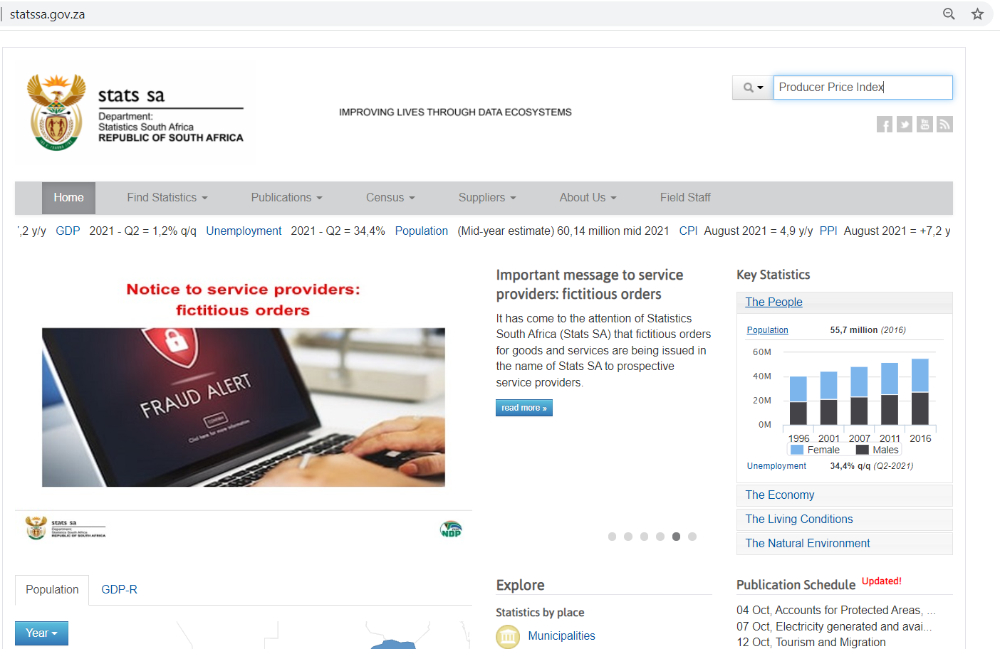 statssa.gov.za
stats sa
Department:
Statistics South Africa
REPUBLIC OF SOUTH AFRICA
IMPROVING LIVES THROUGH DATA ECOSYSTEMS
Producer Price Index
Home Find Statistics Publications Census Suppliers About Us Field Staff
,2 y/y GDP 2021 - Q2 = 1,2% q/q Unemployment 2021 - Q2 = 34,4% Population (Mid-year estimate) 60,14 million mid 2021 CPI August 2021 = 4,9 y/y PPI August 2021 = +7,2 y
Notice to service providers:
fictitious orders
FRAUD ALERT
Click here for more information
stats sa
Department:
Statistics South Africa
REPUBLIC OF SOUTH AFRICA
NDP
Important message to service
providers: fictitious orders
It has come to the attention of Statistics
South Africa (Stats SA) that fictitious orders
for goods and services are being issued in
the name of Stats SA to prospective
service providers.
read more »
Key Statistics
The People
Population 55,7 million (2016)
60M
40M
20M
0M
1996 2001 2007 2011 2016
Female Males
Unemployment 34,4% q/q (Q2-2021)
The Economy
The Living Conditions
The Natural Environment
Population GDP-R
Year
Explore
Statistics by place
Municipalities
Publication Schedule Updated!
04 Oct, Accounts for Protected Areas, ...
07 Oct, Electricity generated and avai...
12 Oct, Tourism and Migration